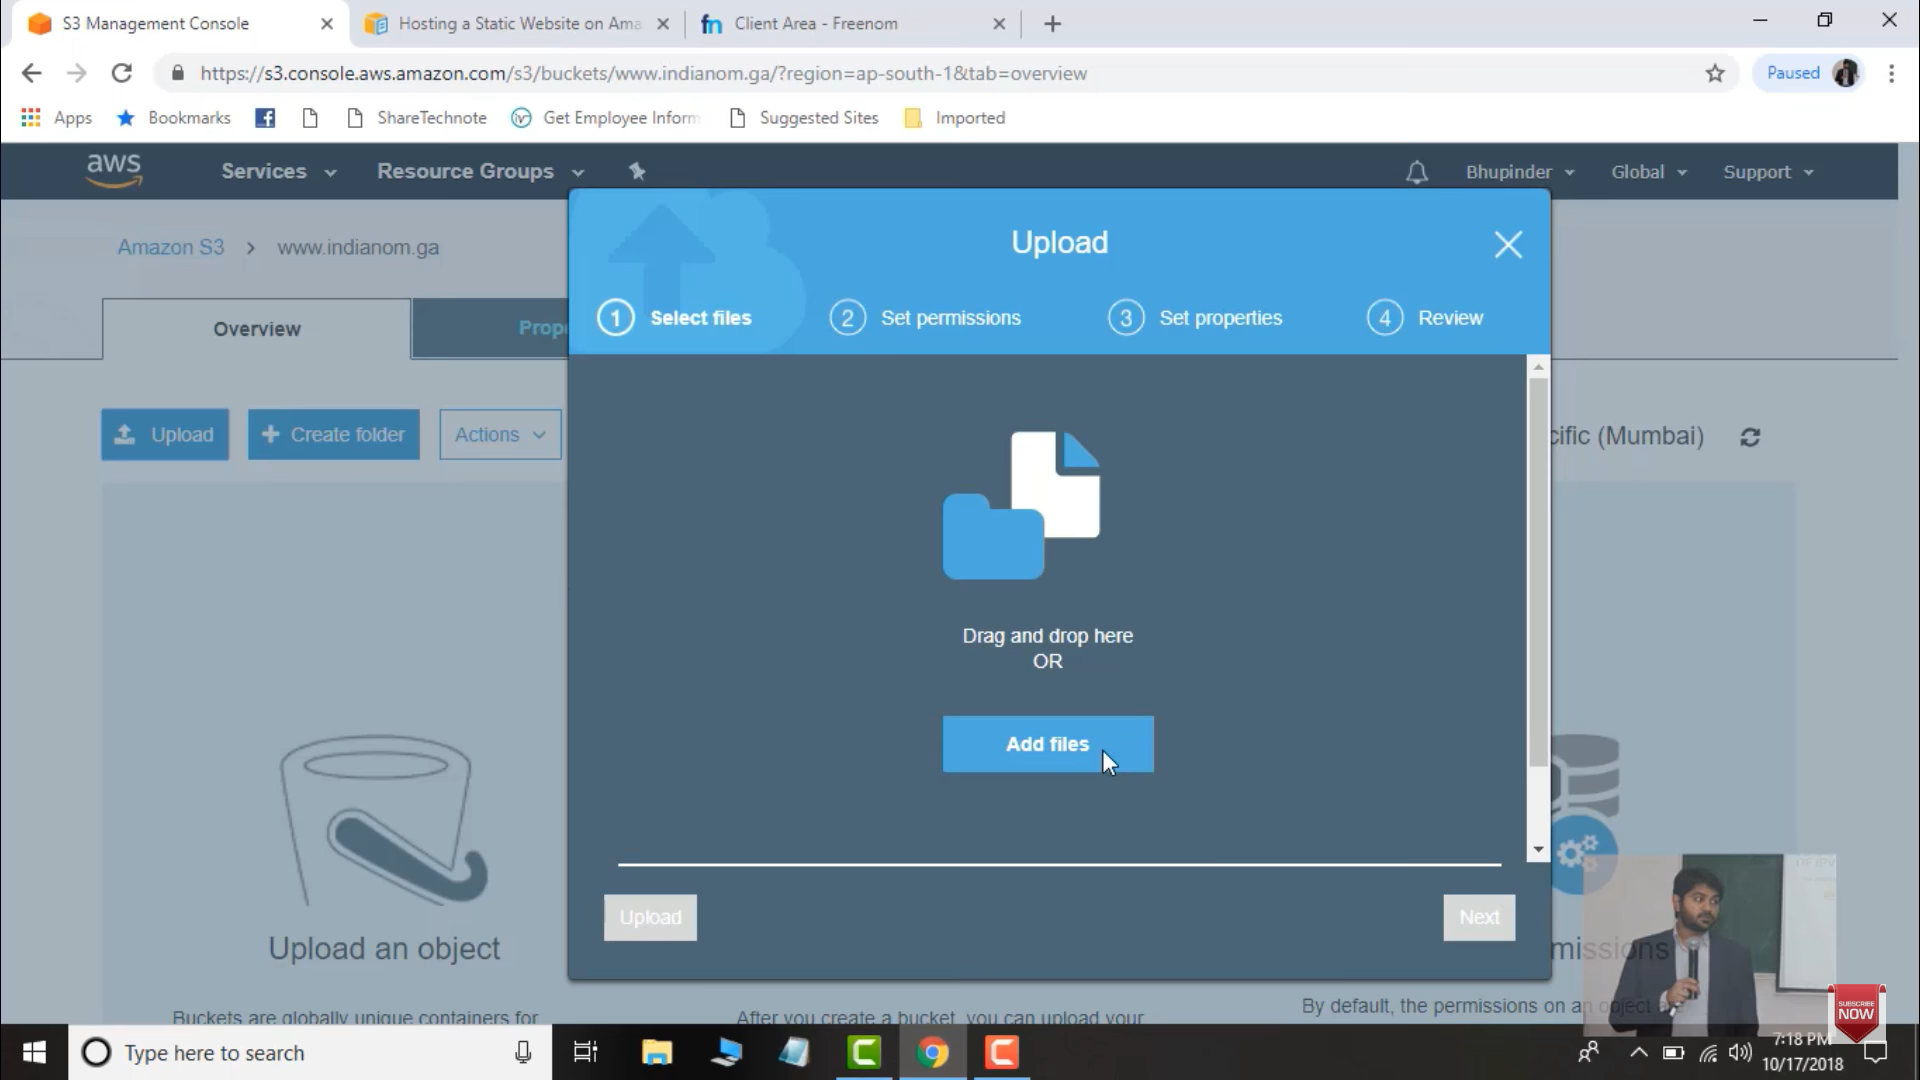 S3 Management Console
Hosting a Static Website on Ama
Client Area - Freenom
https://s3.console.aws.amazon.com/s3/buckets/www.indianom.ga/?region=ap-south-1&tab=overview
Paused
Apps
Bookmarks
ShareTechnote
Get Employee Inform
Suggested Sites
Imported
aws
Services
Resource Groups
Bhupinder
Global
Support
Amazon S3 > www.indianom.ga
Upload
1 Select files
2 Set permissions
3 Set properties
4 Review
Overview
Prop
Upload
Create folder
Actions
cific (Mumbai)
Drag and drop here
OR
Add files
Upload
Next
Upload an object
missions
Buckets are globally unique containers for
After you create a bucket, you can upload your
By default, the permissions on an object a
SUBSCRIBE
NOW
Type here to search
7:18 PM
10/17/2018